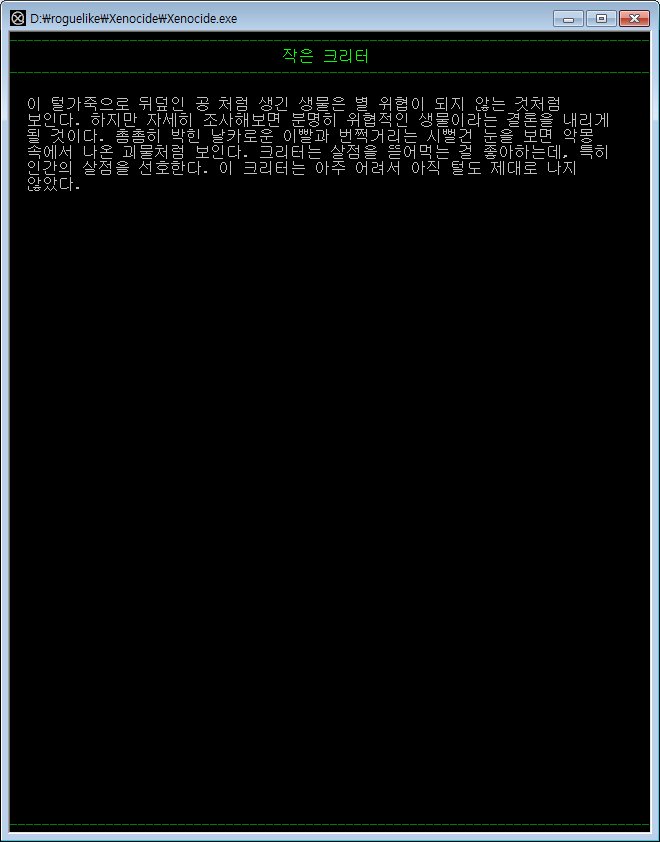 D:₩roguelike₩Xenocide₩Xenocide.exe
작은 크리터
이 털가죽으로 뒤덮인 공 처럼 생긴 생물은 별 위협이 되지 않는 것처럼
보인다. 하지만 자세히 조사해보면 분명히 위협적인 생물이라는 결론을 내리게
될 것이다. 촘촘히 박힌 날카로운 이빨과 번쩍거리는 시뻘건 눈을 보면 악몽
속에서 나온 괴물처럼 보인다. 크리터는 살점을 뜯어먹는 걸 좋아하는데, 특히
인간의 살점을 선호한다. 이 크리터는 아주 어려서 아직 털도 제대로 나지
않았다.